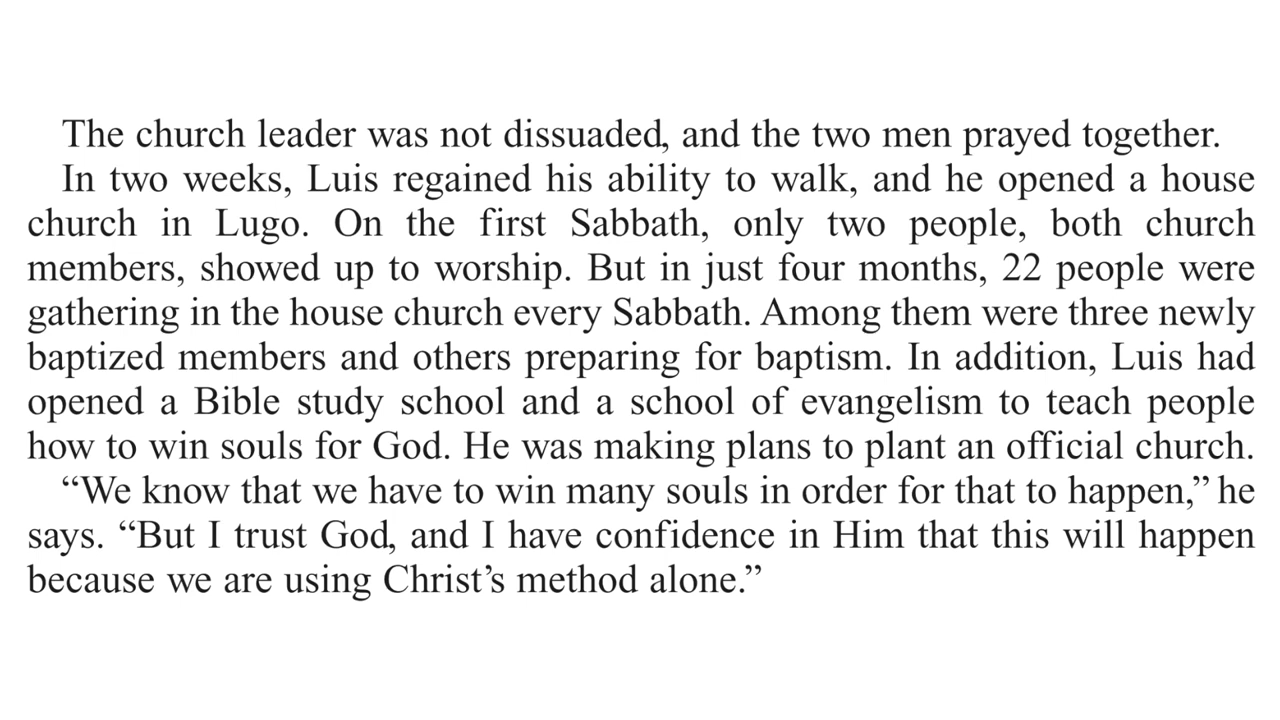 The church leader was not dissuaded, and the two men prayed together.
In two weeks, Luis regained his ability to walk, and he opened a house
church in Lugo. On the first Sabbath, only two people, both church
members, showed up to worship. But in just four months, 22 people were
gathering in the house church every Sabbath. Among them were three newly
baptized members and others preparing for baptism. In addition, Luis had
opened a Bible study school and a school of evangelism to teach people
how to win souls for God. He was making plans to plant an official church.
“We know that we have to win many souls in order for that to happen,” he
says. “But I trust God, and I have confidence in Him that this will happen
because we are using Christ’s method alone.”